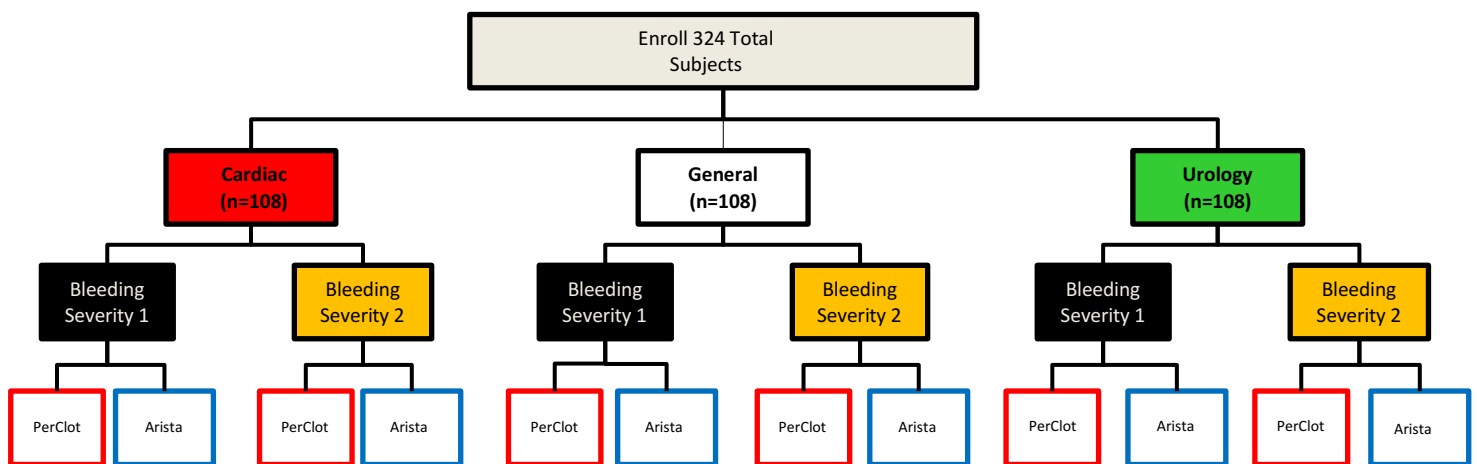 Enroll 324 Total
Subjects
Cardiac
(n=108)
General
(n=108)
Urology
(n=108)
Bleeding
Severity 1
Bleeding
Severity 2
Bleeding
Severity 1
Bleeding
Severity 2
Bleeding
Severity 1
Bleeding
Severity 2
PerClot
Arista
PerClot
Arista
PerClot
Arista
PerClot
Arista
PerClot
Arista
PerClot
Arista